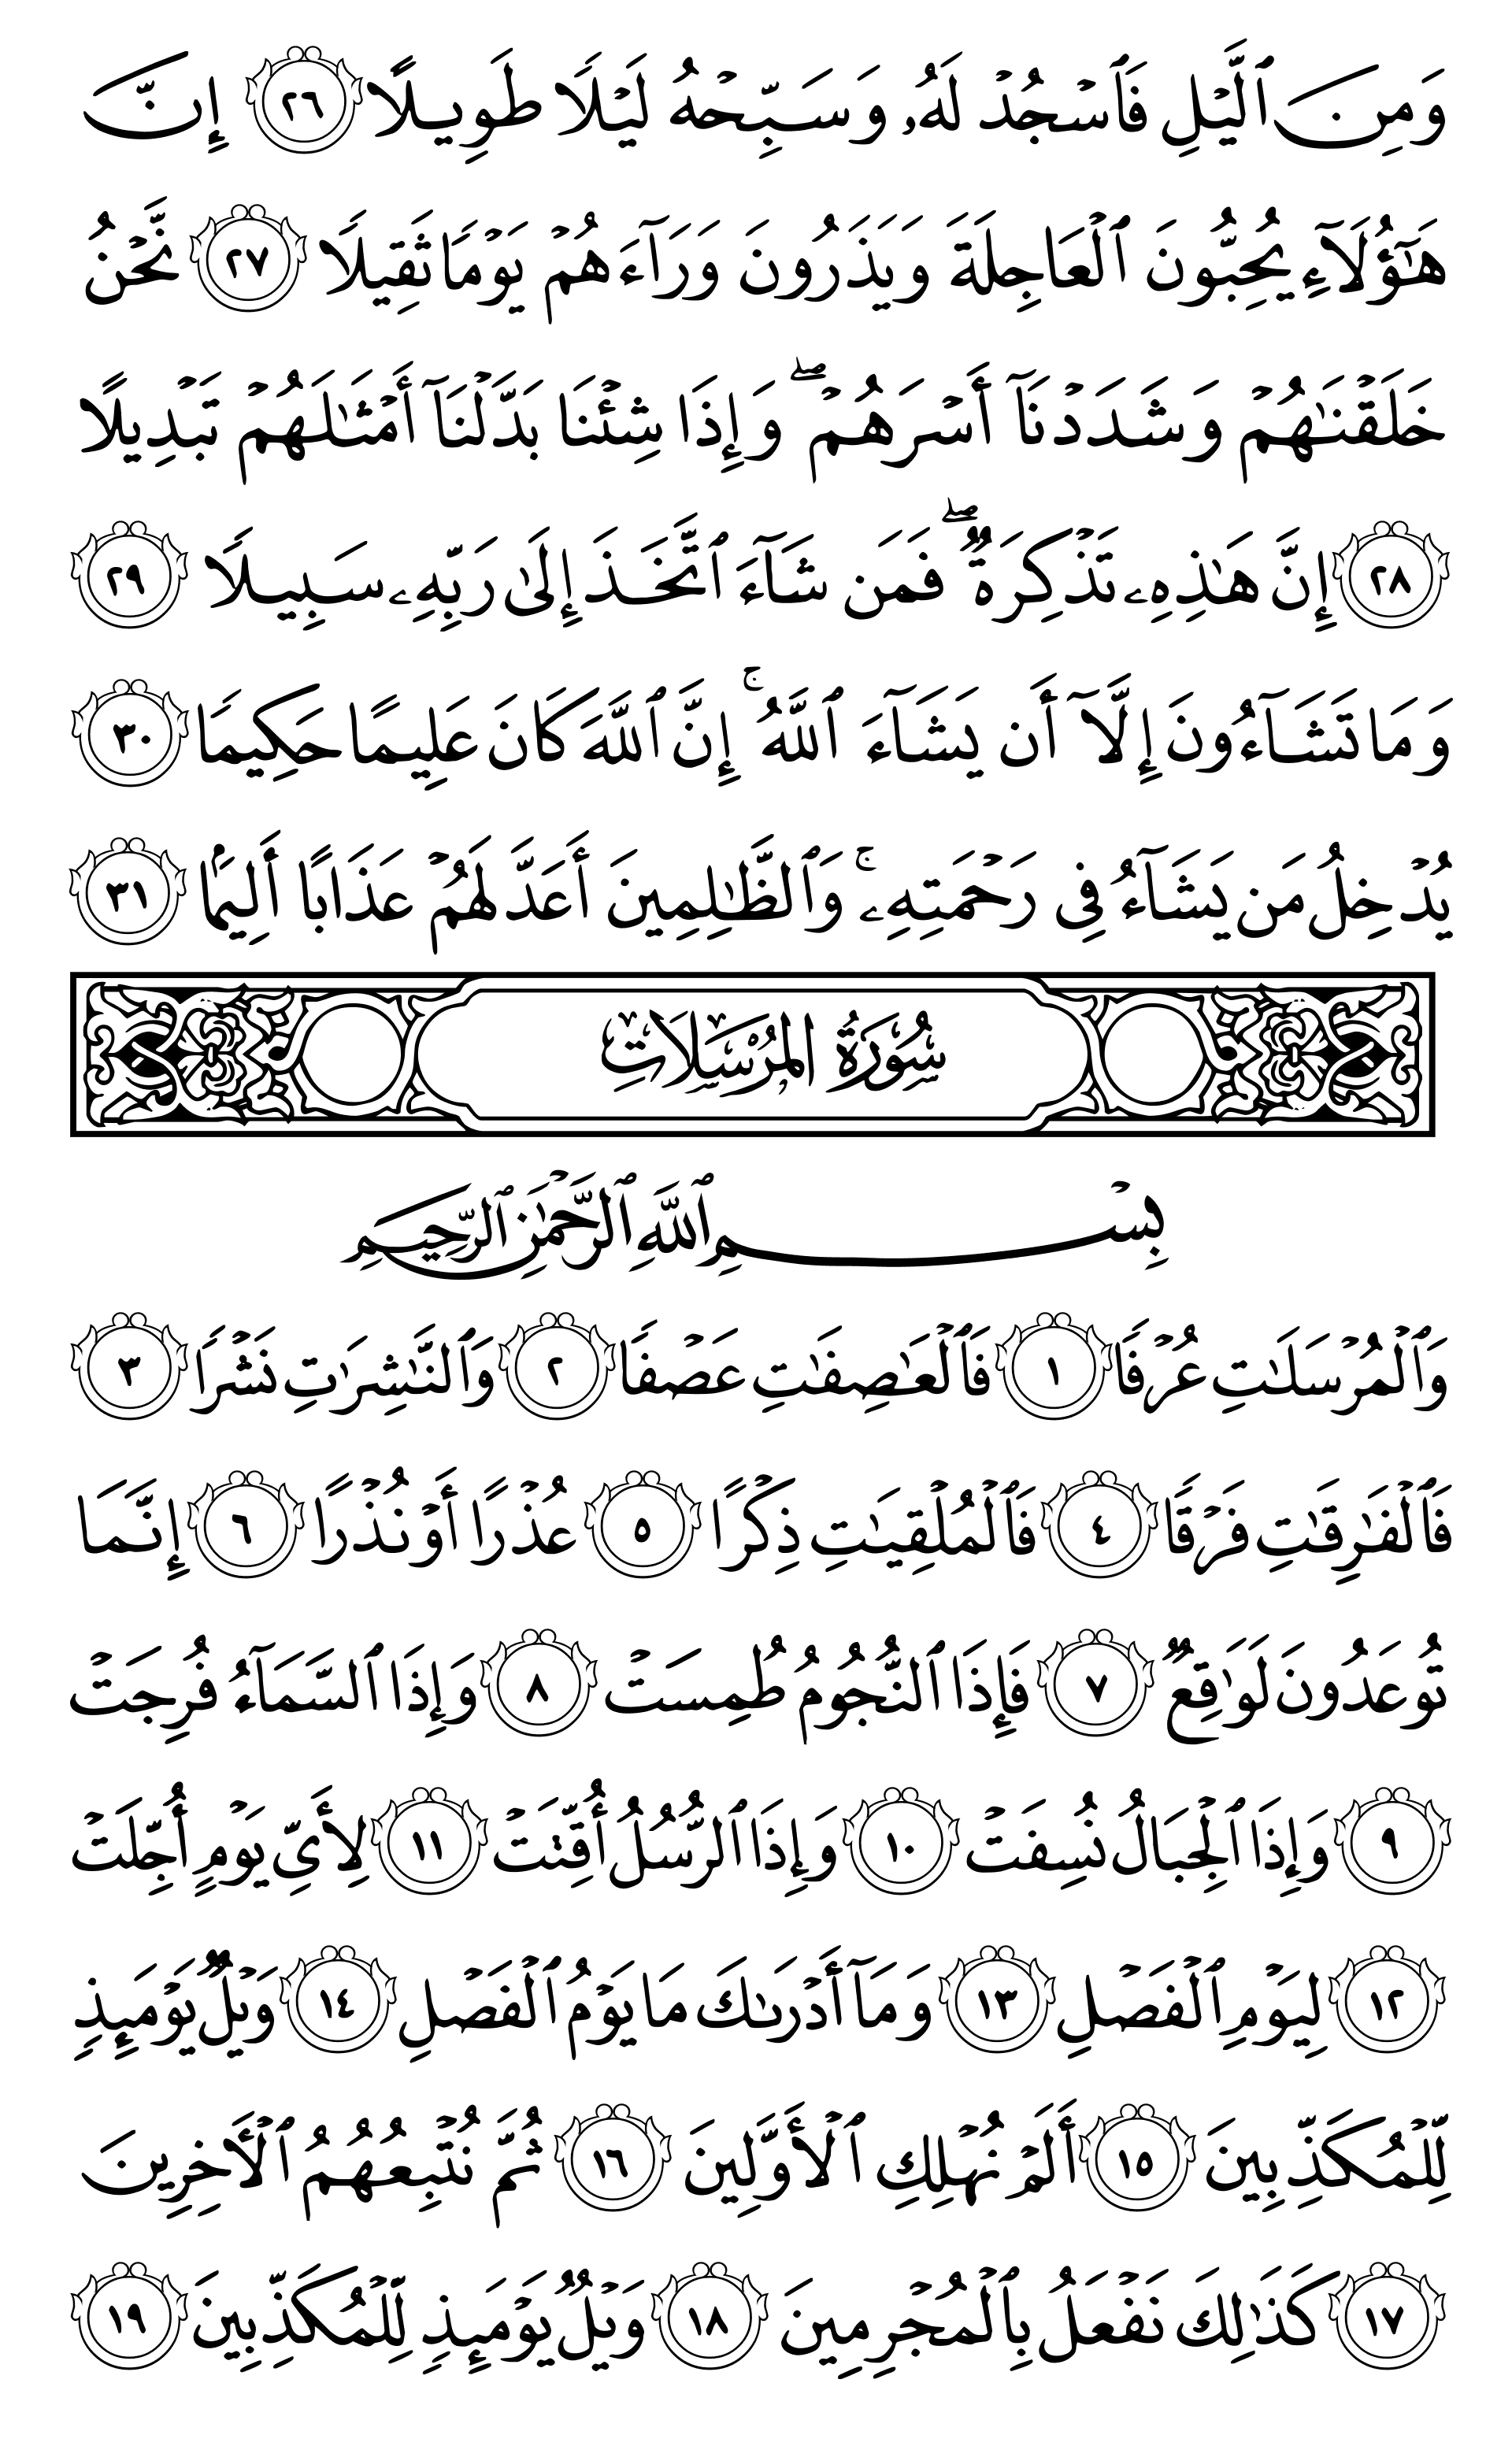 وَمِنَ ٱلَّيۡلِ فَٱسۡجُدۡ لَهُۥ وَسَبِّحۡهُ لَيۡلٗا طَوِيلًا ٢٦ إِنَّ
هَٰٓؤُلَآءِ يُحِبُّونَ ٱلۡعَاجِلَةَ وَيَذَرُونَ وَرَآءَهُمۡ يَوۡمٗا ثَقِيلٗا ٢٧ نَّحۡنُ
خَلَقۡنَٰهُمۡ وَشَدَدۡنَآ أَسۡرَهُمۡۖ وَإِذَا شِئۡنَا بَدَّلۡنَآ أَمۡثَٰلَهُمۡ تَبۡدِيلًا
٢٨ إِنَّ هَٰذِهِۦ تَذۡكِرَةٞۖ فَمَن شَآءَ ٱتَّخَذَ إِلَىٰ رَبِّهِۦ سَبِيلٗا ٢٩
وَمَا تَشَآءُونَ إِلَّآ أَن يَشَآءَ ٱللَّهُۚ إِنَّ ٱللَّهَ كَانَ عَلِيمًا حَكِيمٗا ٣٠
يُدۡخِلُ مَن يَشَآءُ فِي رَحۡمَتِهِۦۚ وَٱلظَّٰلِمِينَ أَعَدَّ لَهُمۡ عَذَابًا أَلِيمَۢا ٣١
سُورَةُ المُرْسَلَاتِ
بِسۡمِ ٱللَّهِ ٱلرَّحۡمَٰنِ ٱلرَّحِيمِ
وَٱلۡمُرۡسَلَٰتِ عُرۡفٗا ١ فَٱلۡعَٰصِفَٰتِ عَصۡفٗا ٢ وَٱلنَّٰشِرَٰتِ نَشۡرٗا ٣
فَٱلۡفَٰرِقَٰتِ فَرۡقٗا ٤ فَٱلۡمُلۡقِيَٰتِ ذِكۡرًا ٥ عُذۡرًا أَوۡ نُذۡرًا ٦ إِنَّمَا
تُوعَدُونَ لَوَٰقِعٞ ٧ فَإِذَا ٱلنُّجُومُ طُمِسَتۡ ٨ وَإِذَا ٱلسَّمَآءُ فُرِجَتۡ
٩ وَإِذَا ٱلۡجِبَالُ نُسِفَتۡ ١٠ وَإِذَا ٱلرُّسُلُ أُقِّتَتۡ ١١ لِأَيِّ يَوۡمٍ أُجِّلَتۡ
١٢ لِيَوۡمِ ٱلۡفَصۡلِ ١٣ وَمَآ أَدۡرَىٰكَ مَا يَوۡمُ ٱلۡفَصۡلِ ١٤ وَيۡلٞ يَوۡمَئِذٖ
لِّلۡمُكَذِّبِينَ ١٥ أَلَمۡ نُهۡلِكِ ٱلۡأَوَّلِينَ ١٦ ثُمَّ نُتۡبِعُهُمُ ٱلۡأٓخِرِينَ
١٧ كَذَٰلِكَ نَفۡعَلُ بِٱلۡمُجۡرِمِينَ ١٨ وَيۡلٞ يَوۡمَئِذٖ لِّلۡمُكَذِّبِينَ ١٩